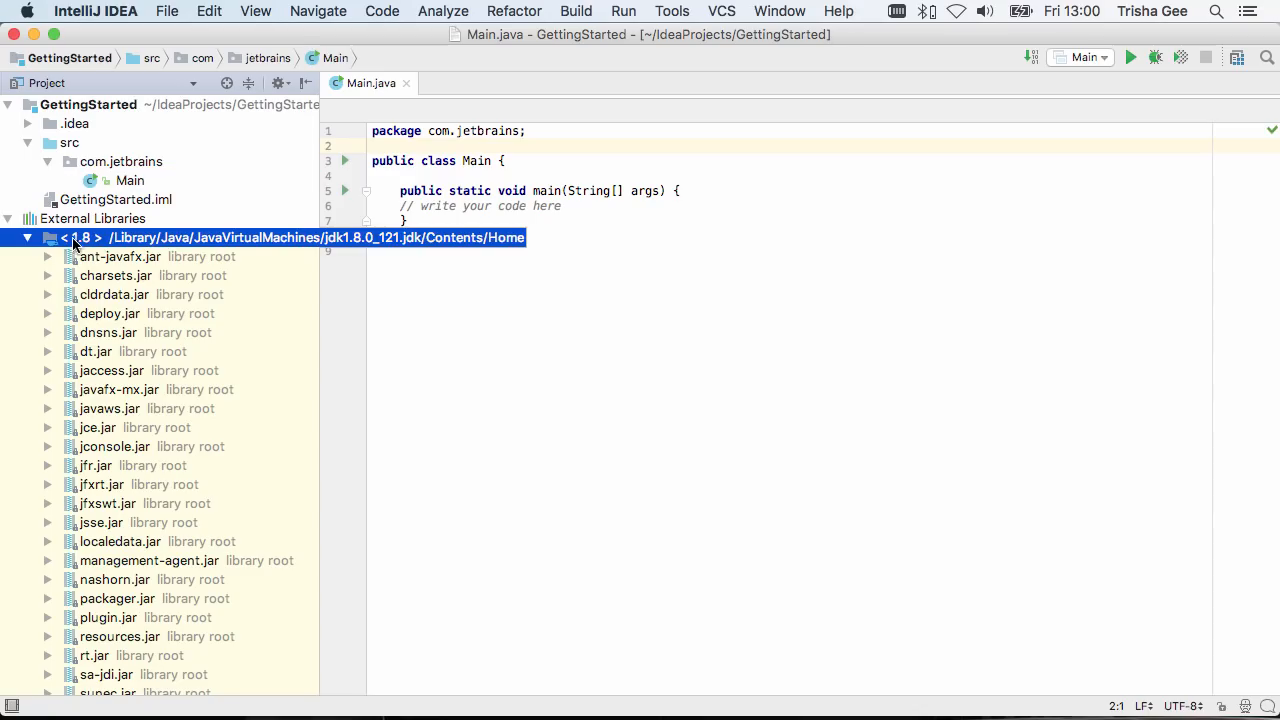 IntelliJ IDEA File Edit View Navigate Code Analyze Refactor Build Run Tools VCS Window Help Fri 13:00 Trisha Gee
Main.java - GettingStarted - [~/IdeaProjects/GettingStarted]
GettingStarted src com jetbrains Main Main
Project Main.java
GettingStarted ~/IdeaProjects/GettingStarte
.idea
src
com.jetbrains
Main
GettingStarted.iml
External Libraries
< 1.8 > /Library/Java/JavaVirtualMachines/jdk1.8.0_121.jdk/Contents/Home
ant-javafx.jar library root
charsets.jar library root
cldrdata.jar library root
deploy.jar library root
dnsns.jar library root
dt.jar library root
jaccess.jar library root
javafx-mx.jar library root
javaws.jar library root
jce.jar library root
jconsole.jar library root
jfr.jar library root
jfxrt.jar library root
jfxswt.jar library root
jsse.jar library root
localedata.jar library root
management-agent.jar library root
nashorn.jar library root
packager.jar library root
plugin.jar library root
resources.jar library root
rt.jar library root
sa-jdi.jar library root
sunec.jar library root
1 package com.jetbrains;
2
3 public class Main {
4
5 public static void main(String[] args) {
6 // write your code here
7 }
9
2:1 LF UTF-8